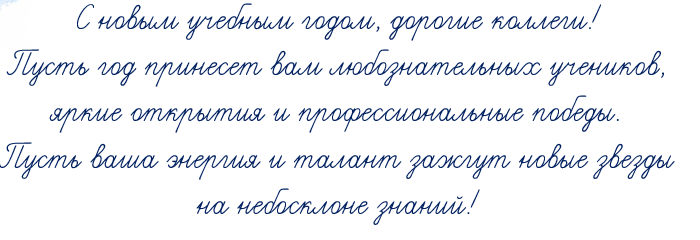 С новым учебным годом, дорогие коллеги!
Пусть год принесет вам любознательных учеников,
яркие открытия и профессиональные победы.
Пусть ваша энергия и талант зажгут новые звезды
на небосклоне знаний!